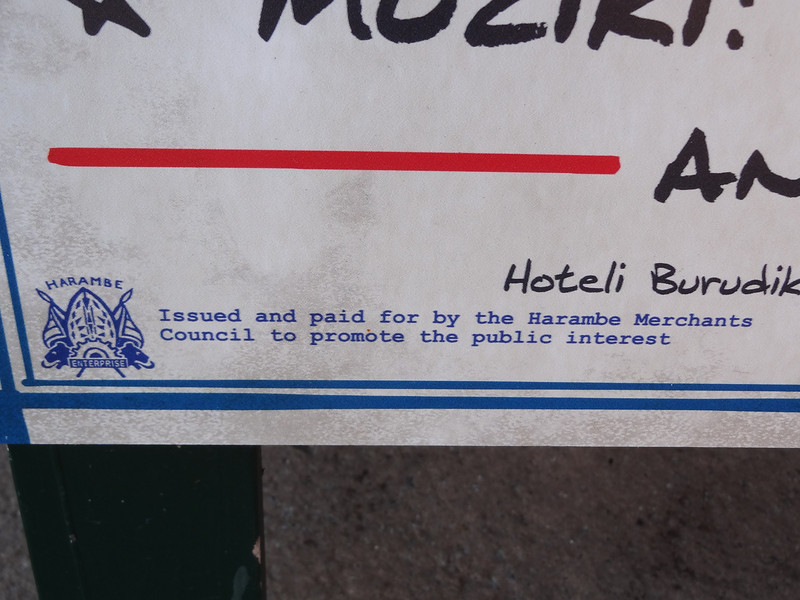 MUZIKI!
AN
Hoteli Burudik
HARAMBE
ENTERPRISE
Issued and paid for by the Harambe Merchants
Council to promote the public interest